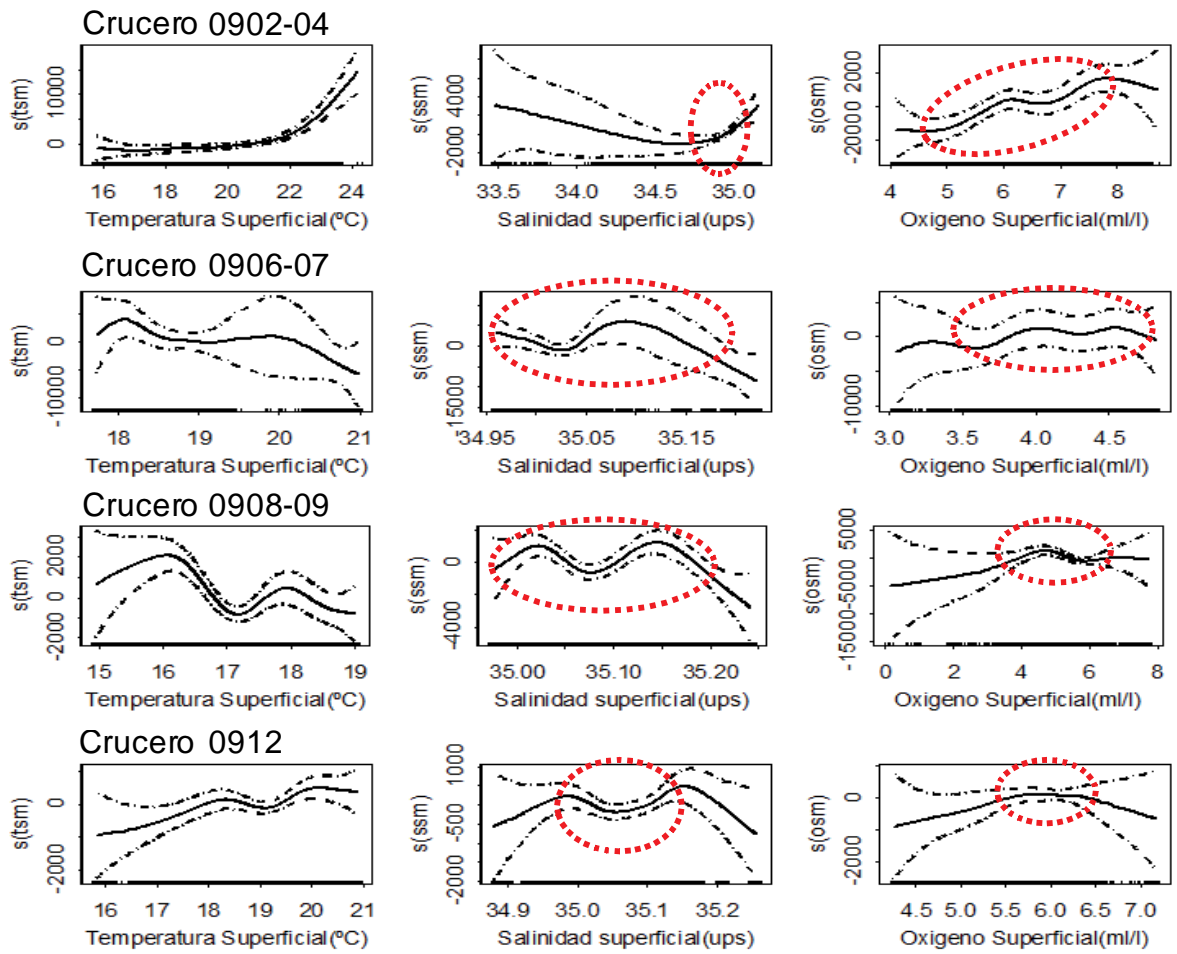 Crucero 0902-04
s(tsm)
0 10000
16 18 20 22 24
Temperatura Superficial(ºC)
s(ssm)
-2000 4000
33.5 34.0 34.5 35.0
Salinidad superficial(ups)
s(osm)
-20000 2000
4 5 6 7 8
Oxigeno Superficial(ml/l)
Crucero 0906-07
s(tsm)
-10000 0
18 19 20 21
Temperatura Superficial(ºC)
s(ssm)
-15000 0
34.95 35.05 35.15
Salinidad superficial(ups)
s(osm)
-10000 0
3.0 3.5 4.0 4.5
Oxigeno Superficial(ml/l)
Crucero 0908-09
s(tsm)
-2000 0 2000
15 16 17 18 19
Temperatura Superficial(ºC)
s(ssm)
-4000 0
35.00 35.10 35.20
Salinidad superficial(ups)
s(osm)
-15000 -5000 5000
0 2 4 6 8
Oxigeno Superficial(ml/l)
Crucero 0912
s(tsm)
-2000 0
16 17 18 19 20 21
Temperatura Superficial(ºC)
s(ssm)
-2000 -500 1000
34.9 35.0 35.1 35.2
Salinidad superficial(ups)
s(osm)
-2000 0
4.5 5.0 5.5 6.0 6.5 7.0
Oxigeno Superficial(ml/l)